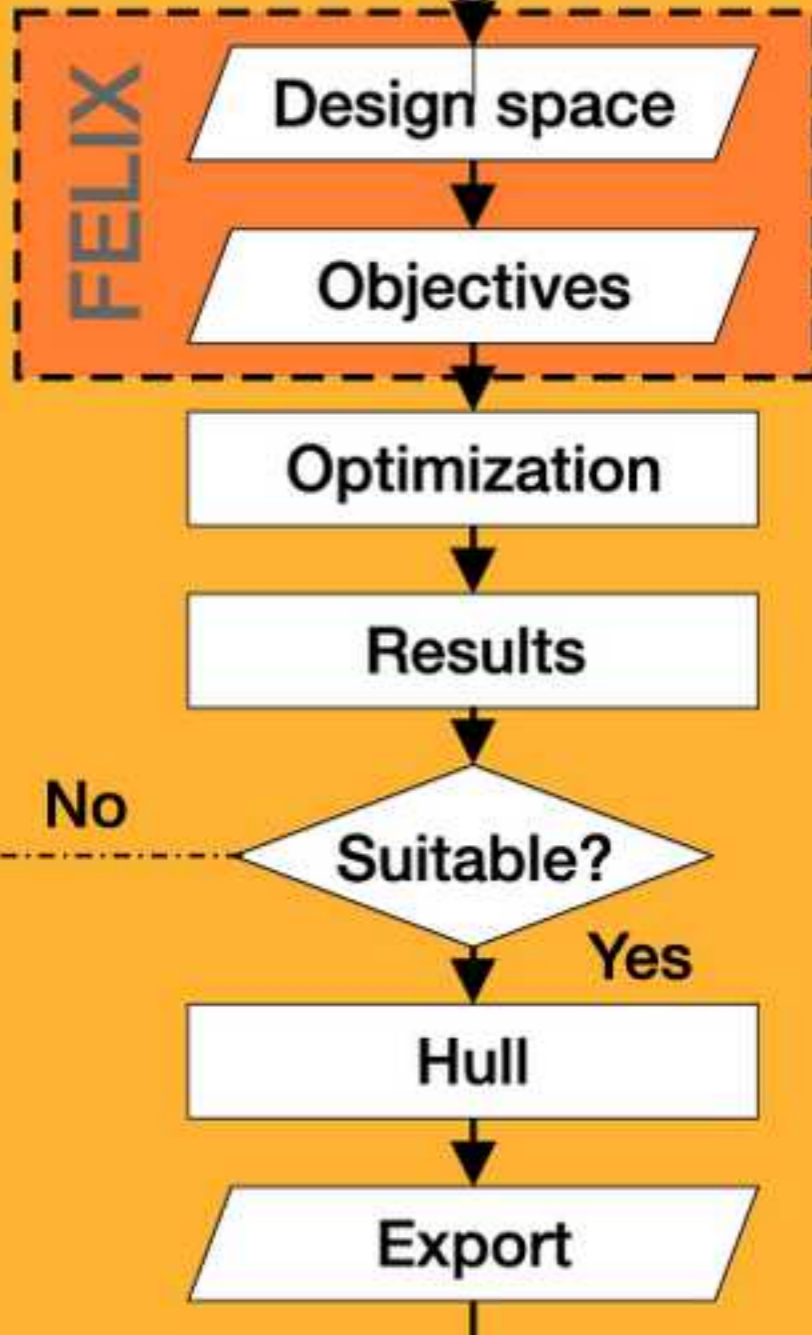 FELIX
Design space
Objectives
Optimization
Results
No
Suitable?
Yes
Hull
Export